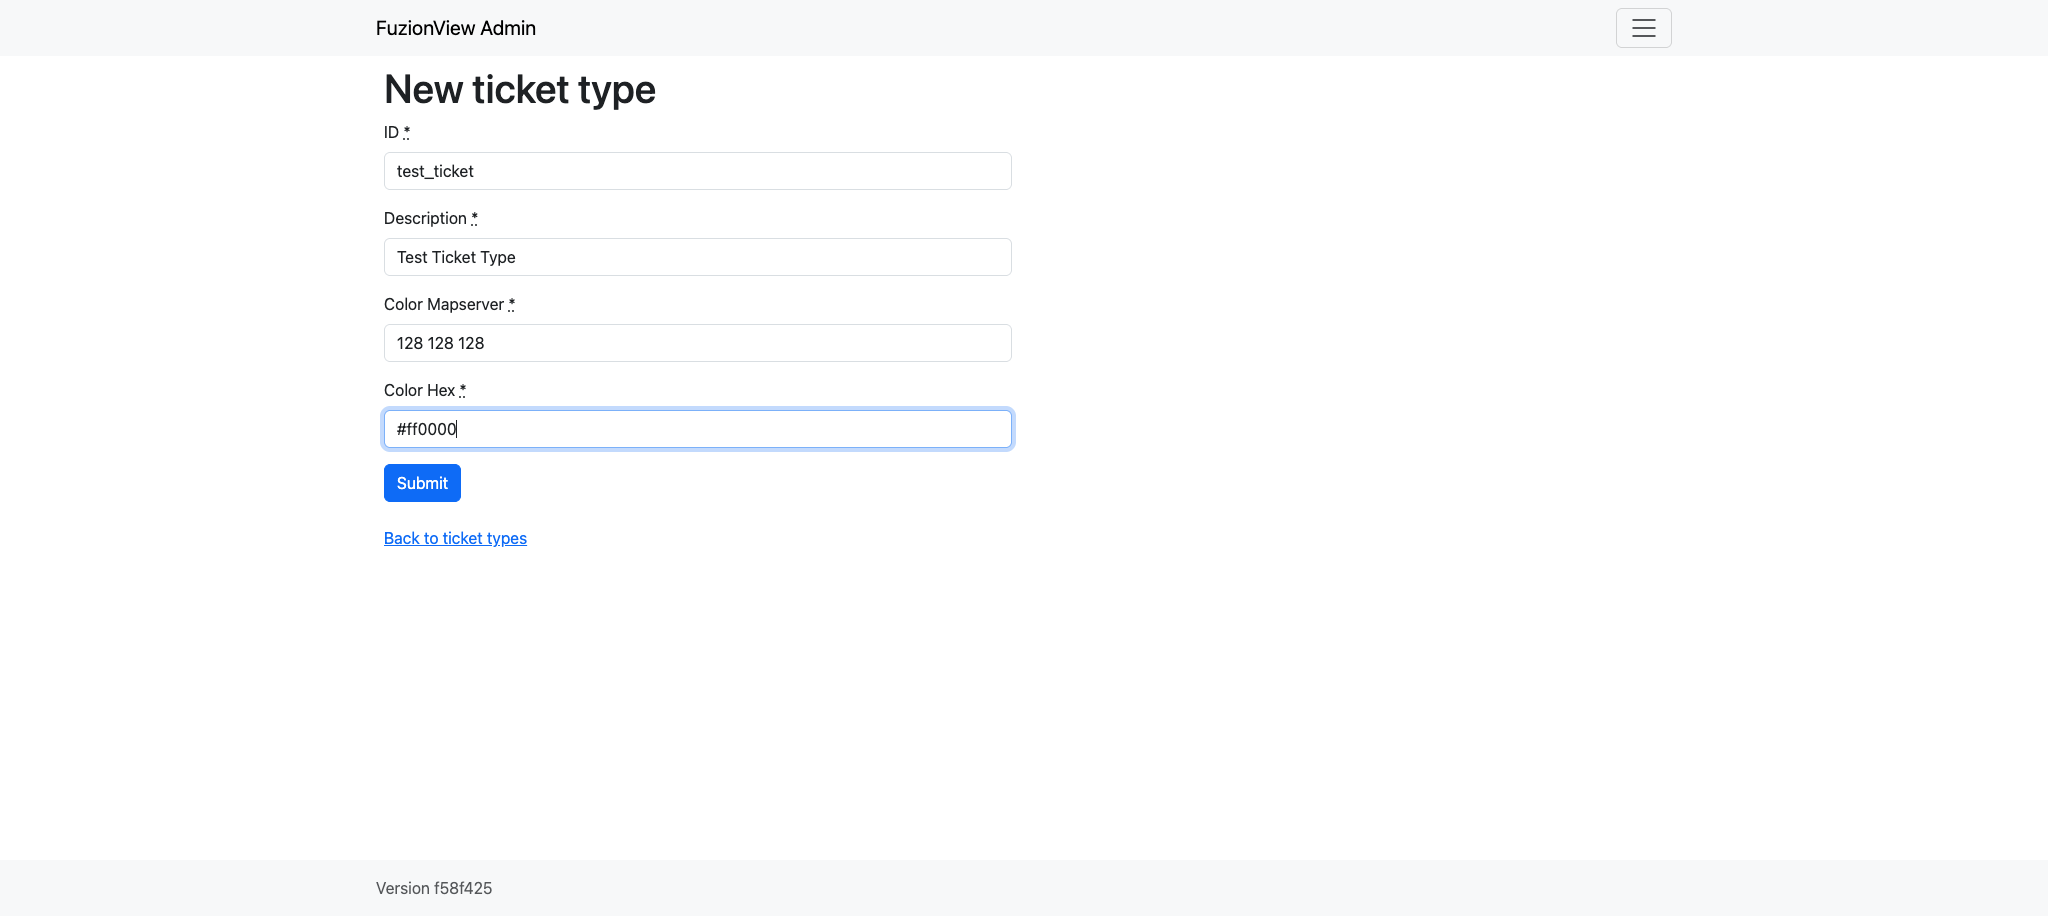 FuzionView Admin
New ticket type
ID *
test_ticket
Description *
Test Ticket Type
Color Mapserver *
128 128 128
Color Hex *
#ff0000
Submit
Back to ticket types
Version f58f425